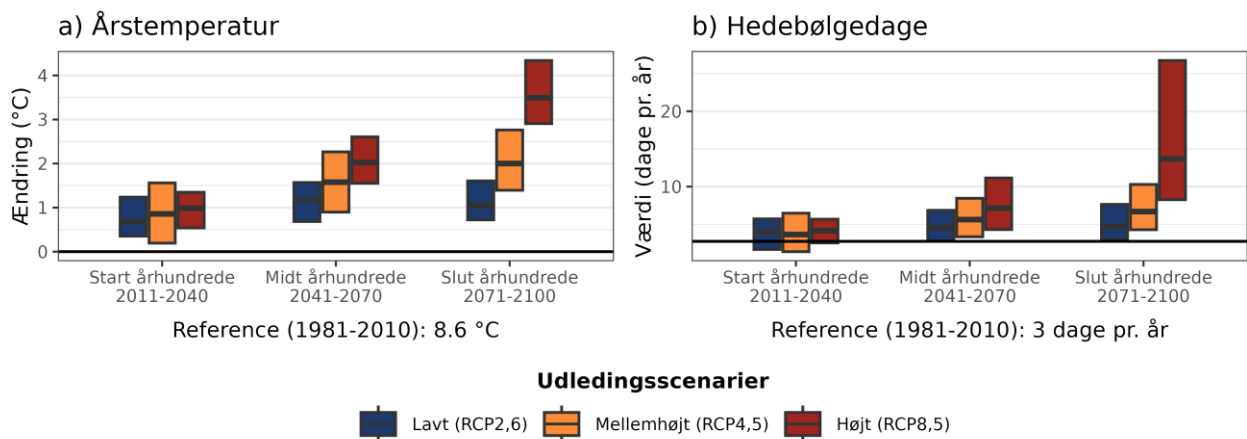 a) Årstemperatur
Ændring (°C)
4
3
2
1
0
Start århundrede
2011-2040
Midt århundrede
2041-2070
Slut århundrede
2071-2100
Reference (1981-2010): 8.6 °C
b) Hedebølgedage
Værdi (dage pr. år)
20
10
Start århundrede
2011-2040
Midt århundrede
2041-2070
Slut århundrede
2071-2100
Reference (1981-2010): 3 dage pr. år
Udledingsscenarier
Lavt (RCP2,6)
Mellemhøjt (RCP4,5)
Højt (RCP8,5)